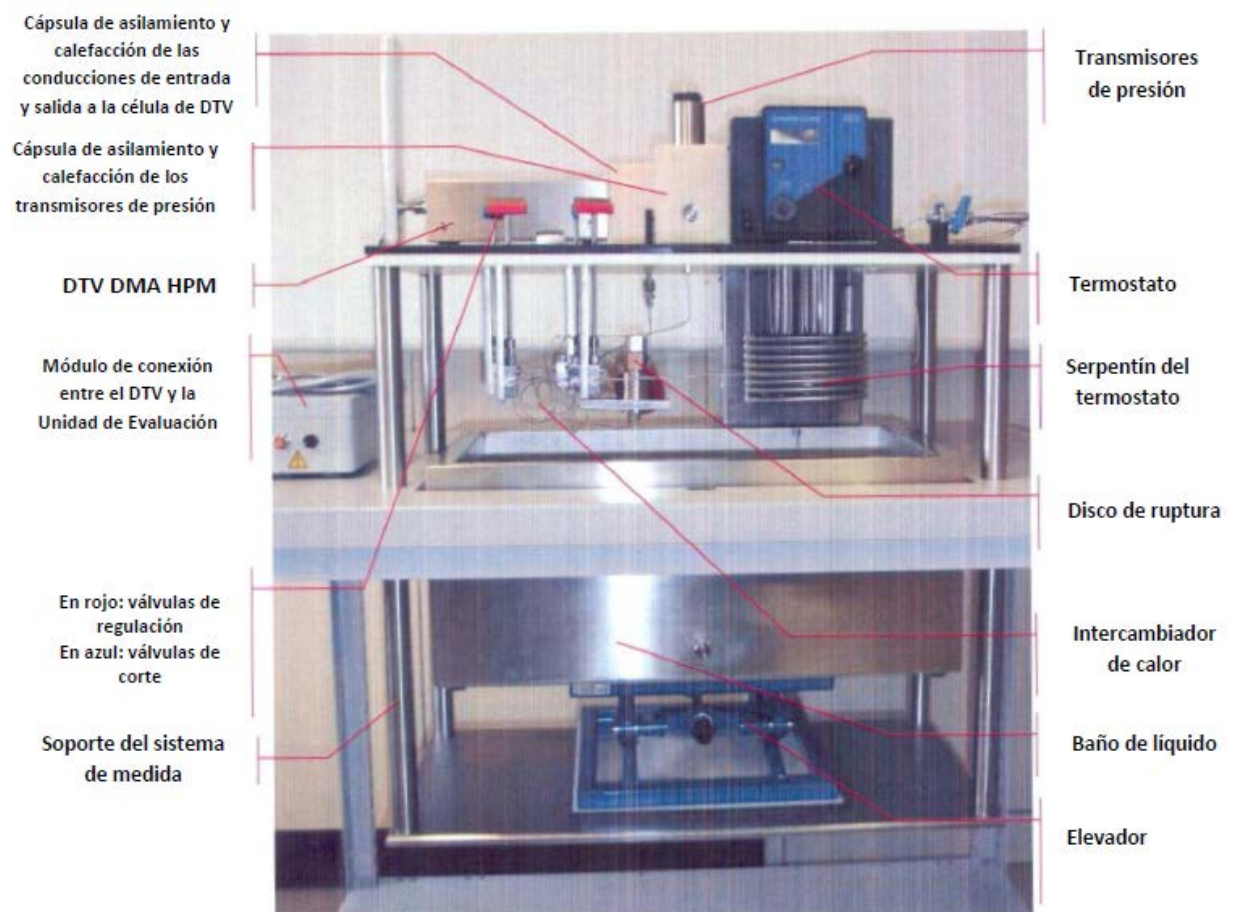 Cápsula de asilamiento y
calefacción de las
conducciones de entrada
y salida a la célula de DTV
Cápsula de asilamiento y
calefacción de los
transmisores de presión
DTV DMA HPM
Módulo de conexión
entre el DTV y la
Unidad de Evaluación
En rojo: válvulas de
regulación
En azul: válvulas de
corte
Soporte del sistema
de medida
Transmisores
de presión
Termostato
Serpentín del
termostato
Disco de ruptura
Intercambiador
de calor
Baño de líquido
Elevador